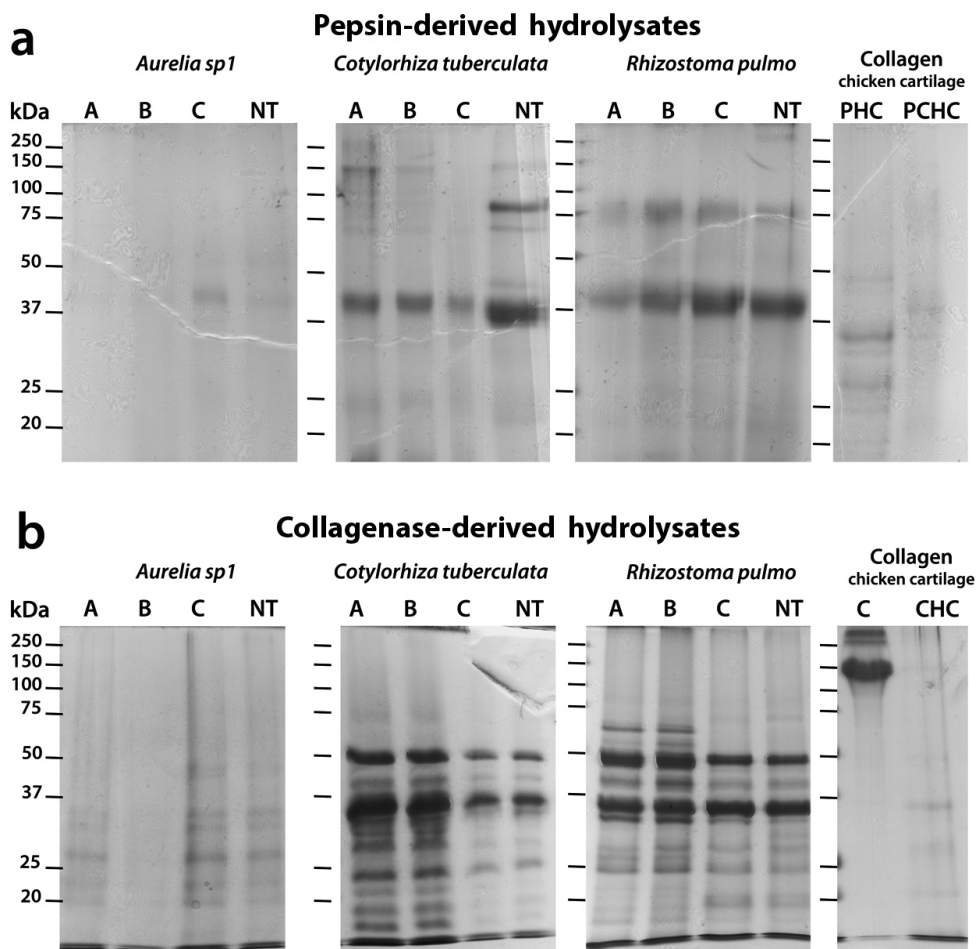 a
Pepsin-derived hydrolysates
Aurelia sp1
Cotylorhiza tuberculata
Rhizostoma pulmo
Collagen
chicken cartilage
kDa A B C NT A B C NT A B C NT PHC PCHC
250
150
100
75
50
37
25
20
b
Collagenase-derived hydrolysates
Aurelia sp1
Cotylorhiza tuberculata
Rhizostoma pulmo
Collagen
chicken cartilage
kDa A B C NT A B C NT A B C NT C CHC
250
150
100
75
50
37
25
20